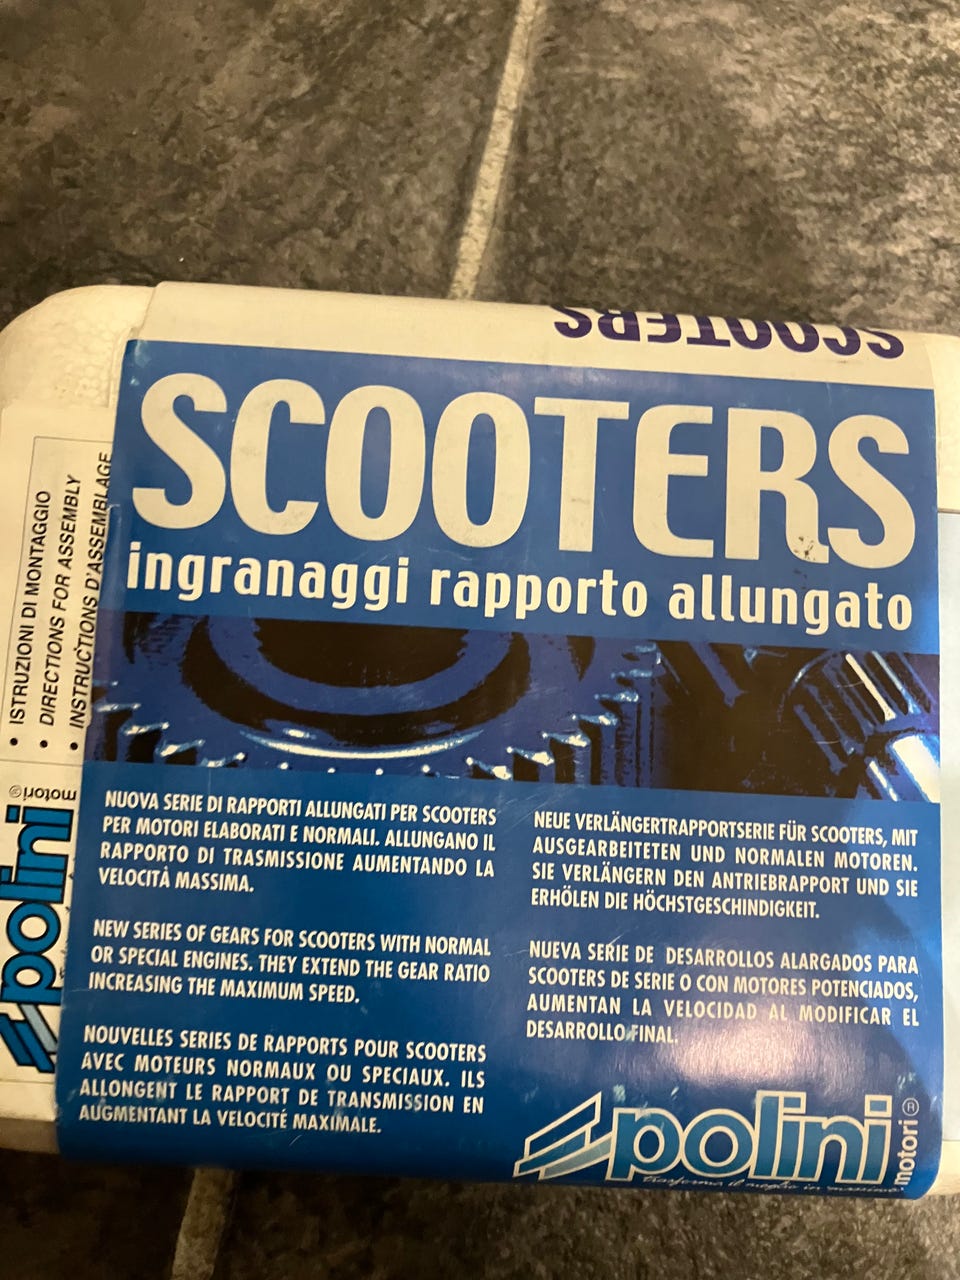 SCOOTERS
SCOOTERS
ingranaggi rapporto allungato
NUOVA SERIE DI RAPPORTI ALLUNGATI PER SCOOTERS
PER MOTORI ELABORATI E NORMALI. ALLUNGANO IL
RAPPORTO DI TRASMISSIONE AUMENTANDO LA
VELOCITÀ MASSIMA.
NEW SERIES OF GEARS FOR SCOOTERS WITH NORMAL
OR SPECIAL ENGINES. THEY EXTEND THE GEAR RATIO
INCREASING THE MAXIMUM SPEED.
NOUVELLES SERIES DE RAPPORTS POUR SCOOTERS
AVEC MOTEURS NORMAUX OU SPECIAUX. ILS
ALLONGENT LE RAPPORT DE TRANSMISSION EN
AUGMENTANT LA VELOCITÉ MAXIMALE.
NEUE VERLÄNGERTRAPPORTSERIE FÜR SCOOTERS, MIT
AUSGEARBEITETEN UND NORMALEN MOTOREN.
SIE VERLÄNGERN DEN ANTRIEBRAPPORT UND SIE
ERHÖLEN DIE HÖCHSTGESCHINDIGKEIT.
NUEVA SERIE DE DESARROLLOS ALARGADOS PARA
SCOOTERS DE SERIE O CON MOTORES POTENCIADOS,
AUMENTAN LA VELOCIDAD AL MODIFICAR EL
DESARROLLO FINAL.
polini motori®
trasforma il meglio in massimo
• ISTRUZIONI DI MONTAGGIO
• DIRECTIONS FOR ASSEMBLY
• INSTRUCTIONS D'ASSEMBLAGE
polini motori®